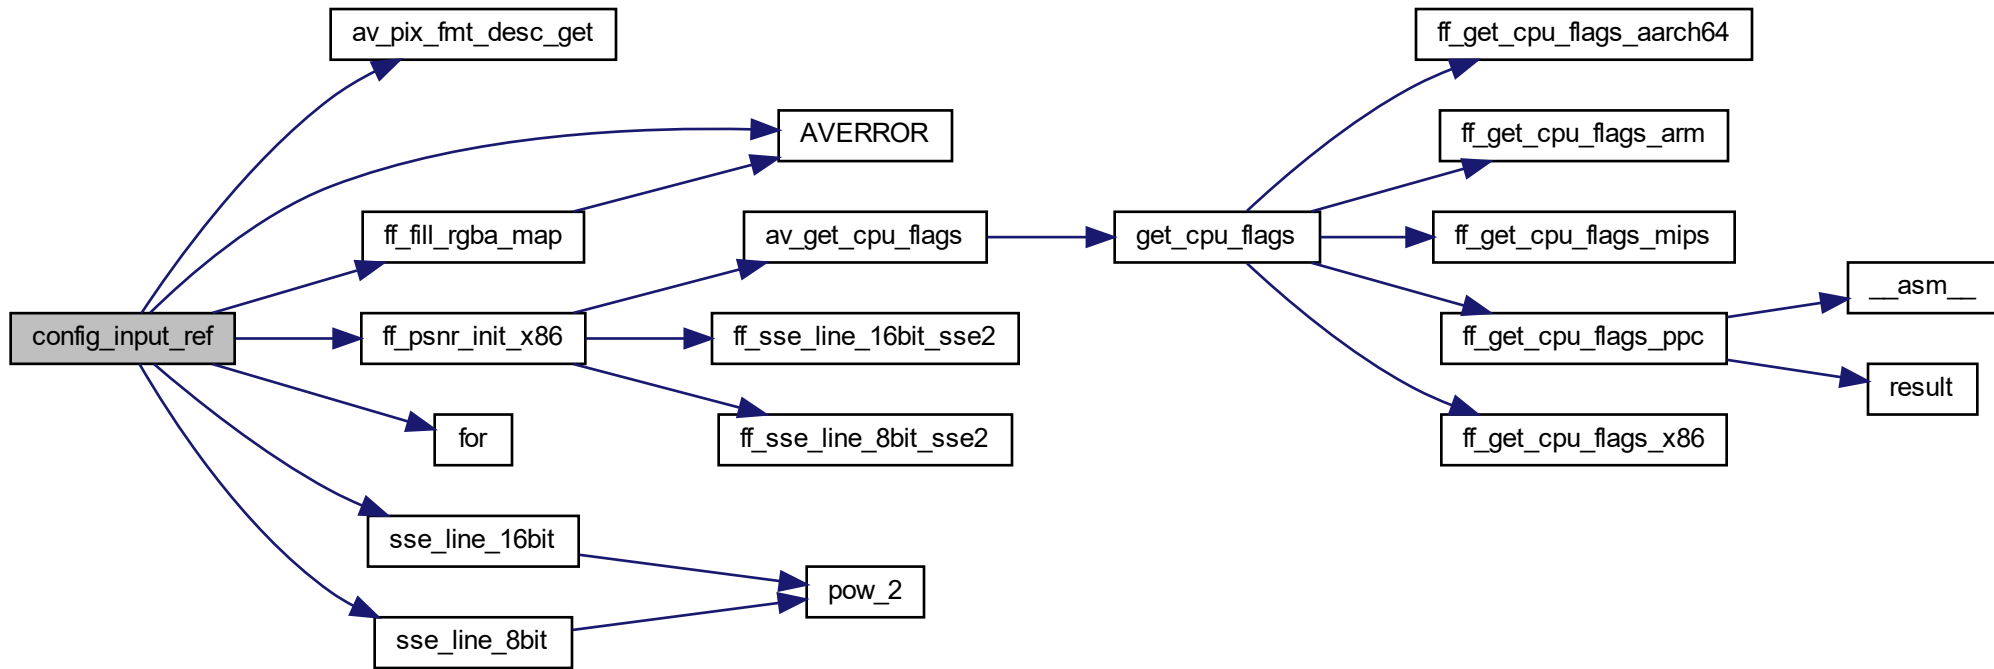 av_pix_fmt_desc_get
ff_get_cpu_flags_aarch64
AVERROR
ff_get_cpu_flags_arm
ff_fill_rgba_map
av_get_cpu_flags
get_cpu_flags
ff_get_cpu_flags_mips
__asm__
config_input_ref
ff_psnr_init_x86
ff_sse_line_16bit_sse2
ff_get_cpu_flags_ppc
result
for
ff_sse_line_8bit_sse2
ff_get_cpu_flags_x86
sse_line_16bit
pow_2
sse_line_8bit